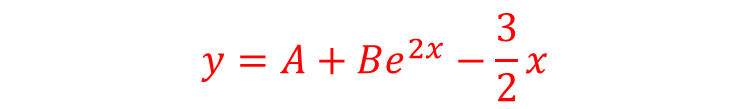 y = A + Be^{2x} − \frac{3}{2}x